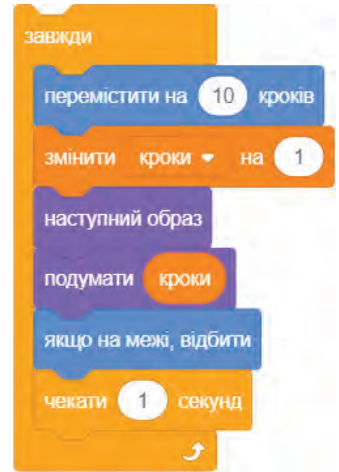 завжди
перемістити на 10 кроків
змінити кроки на 1
наступний образ
подумати кроки
якщо на межі, відбити
чекати 1 секунд